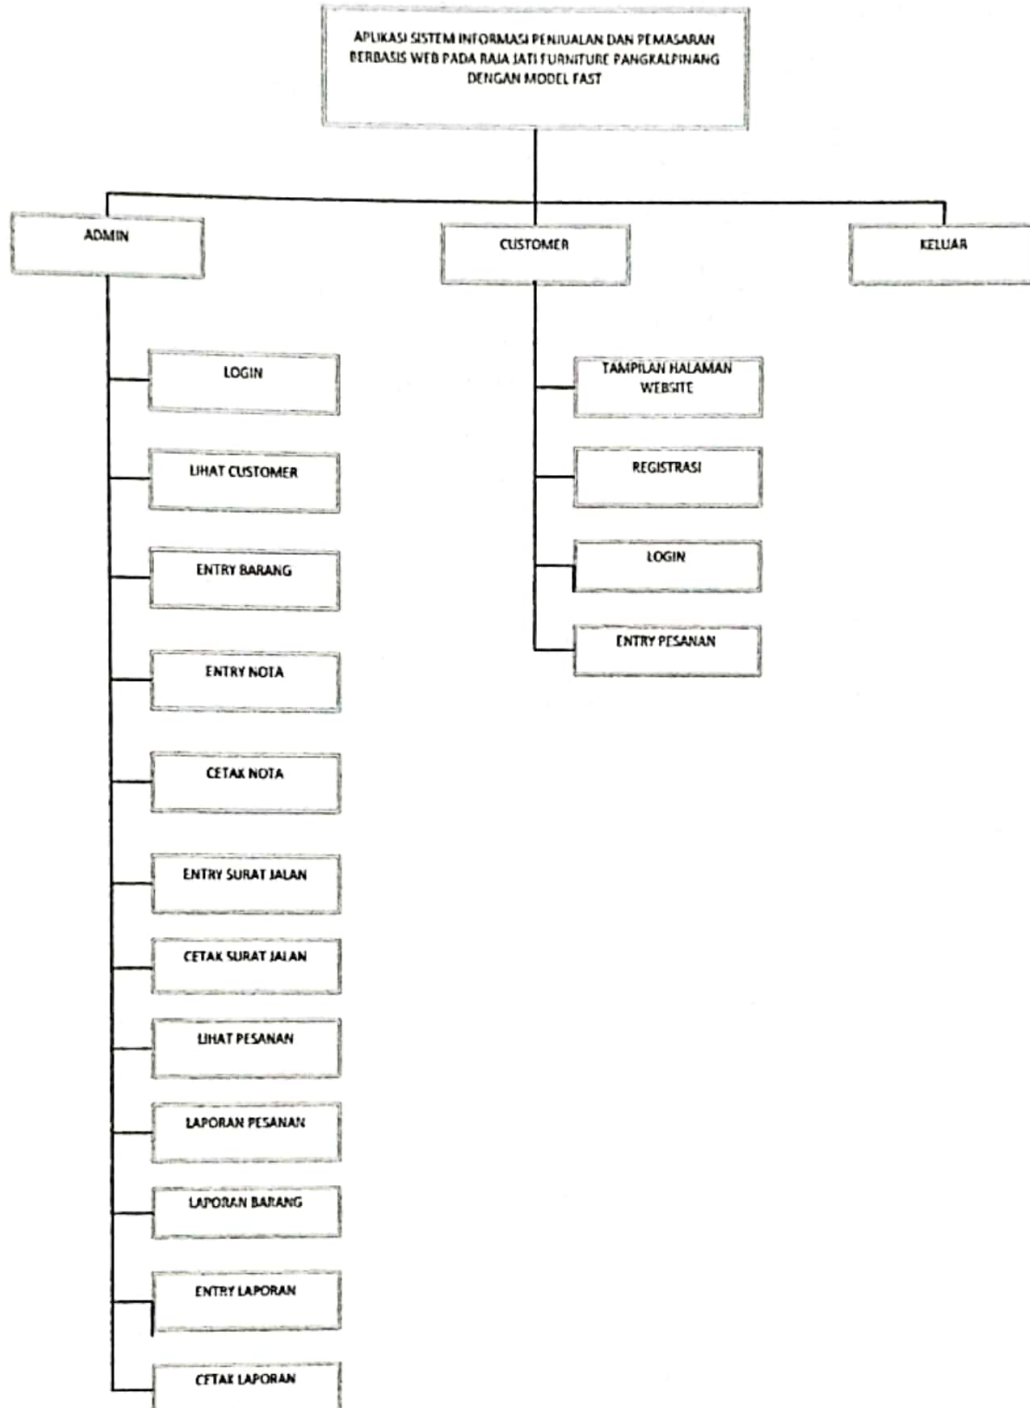 APLIKASI SISTEM INFORMASI PENJUALAN DAN PEMASARAN
BERBASIS WEB PADA RAJA JATI FURNITURE PANGKALPINANG
DENGAN MODEL FAST
ADMIN
CUSTOMER
KELUAR
LOGIN
LIHAT CUSTOMER
ENTRY BARANG
ENTRY NOTA
CETAK NOTA
ENTRY SURAT JALAN
CETAK SURAT JALAN
LIHAT PESANAN
LAPORAN PESANAN
LAPORAN BARANG
ENTRY LAPORAN
CETAK LAPORAN
TAMPILAN HALAMAN
WEBSITE
REGISTRASI
LOGIN
ENTRY PESANAN